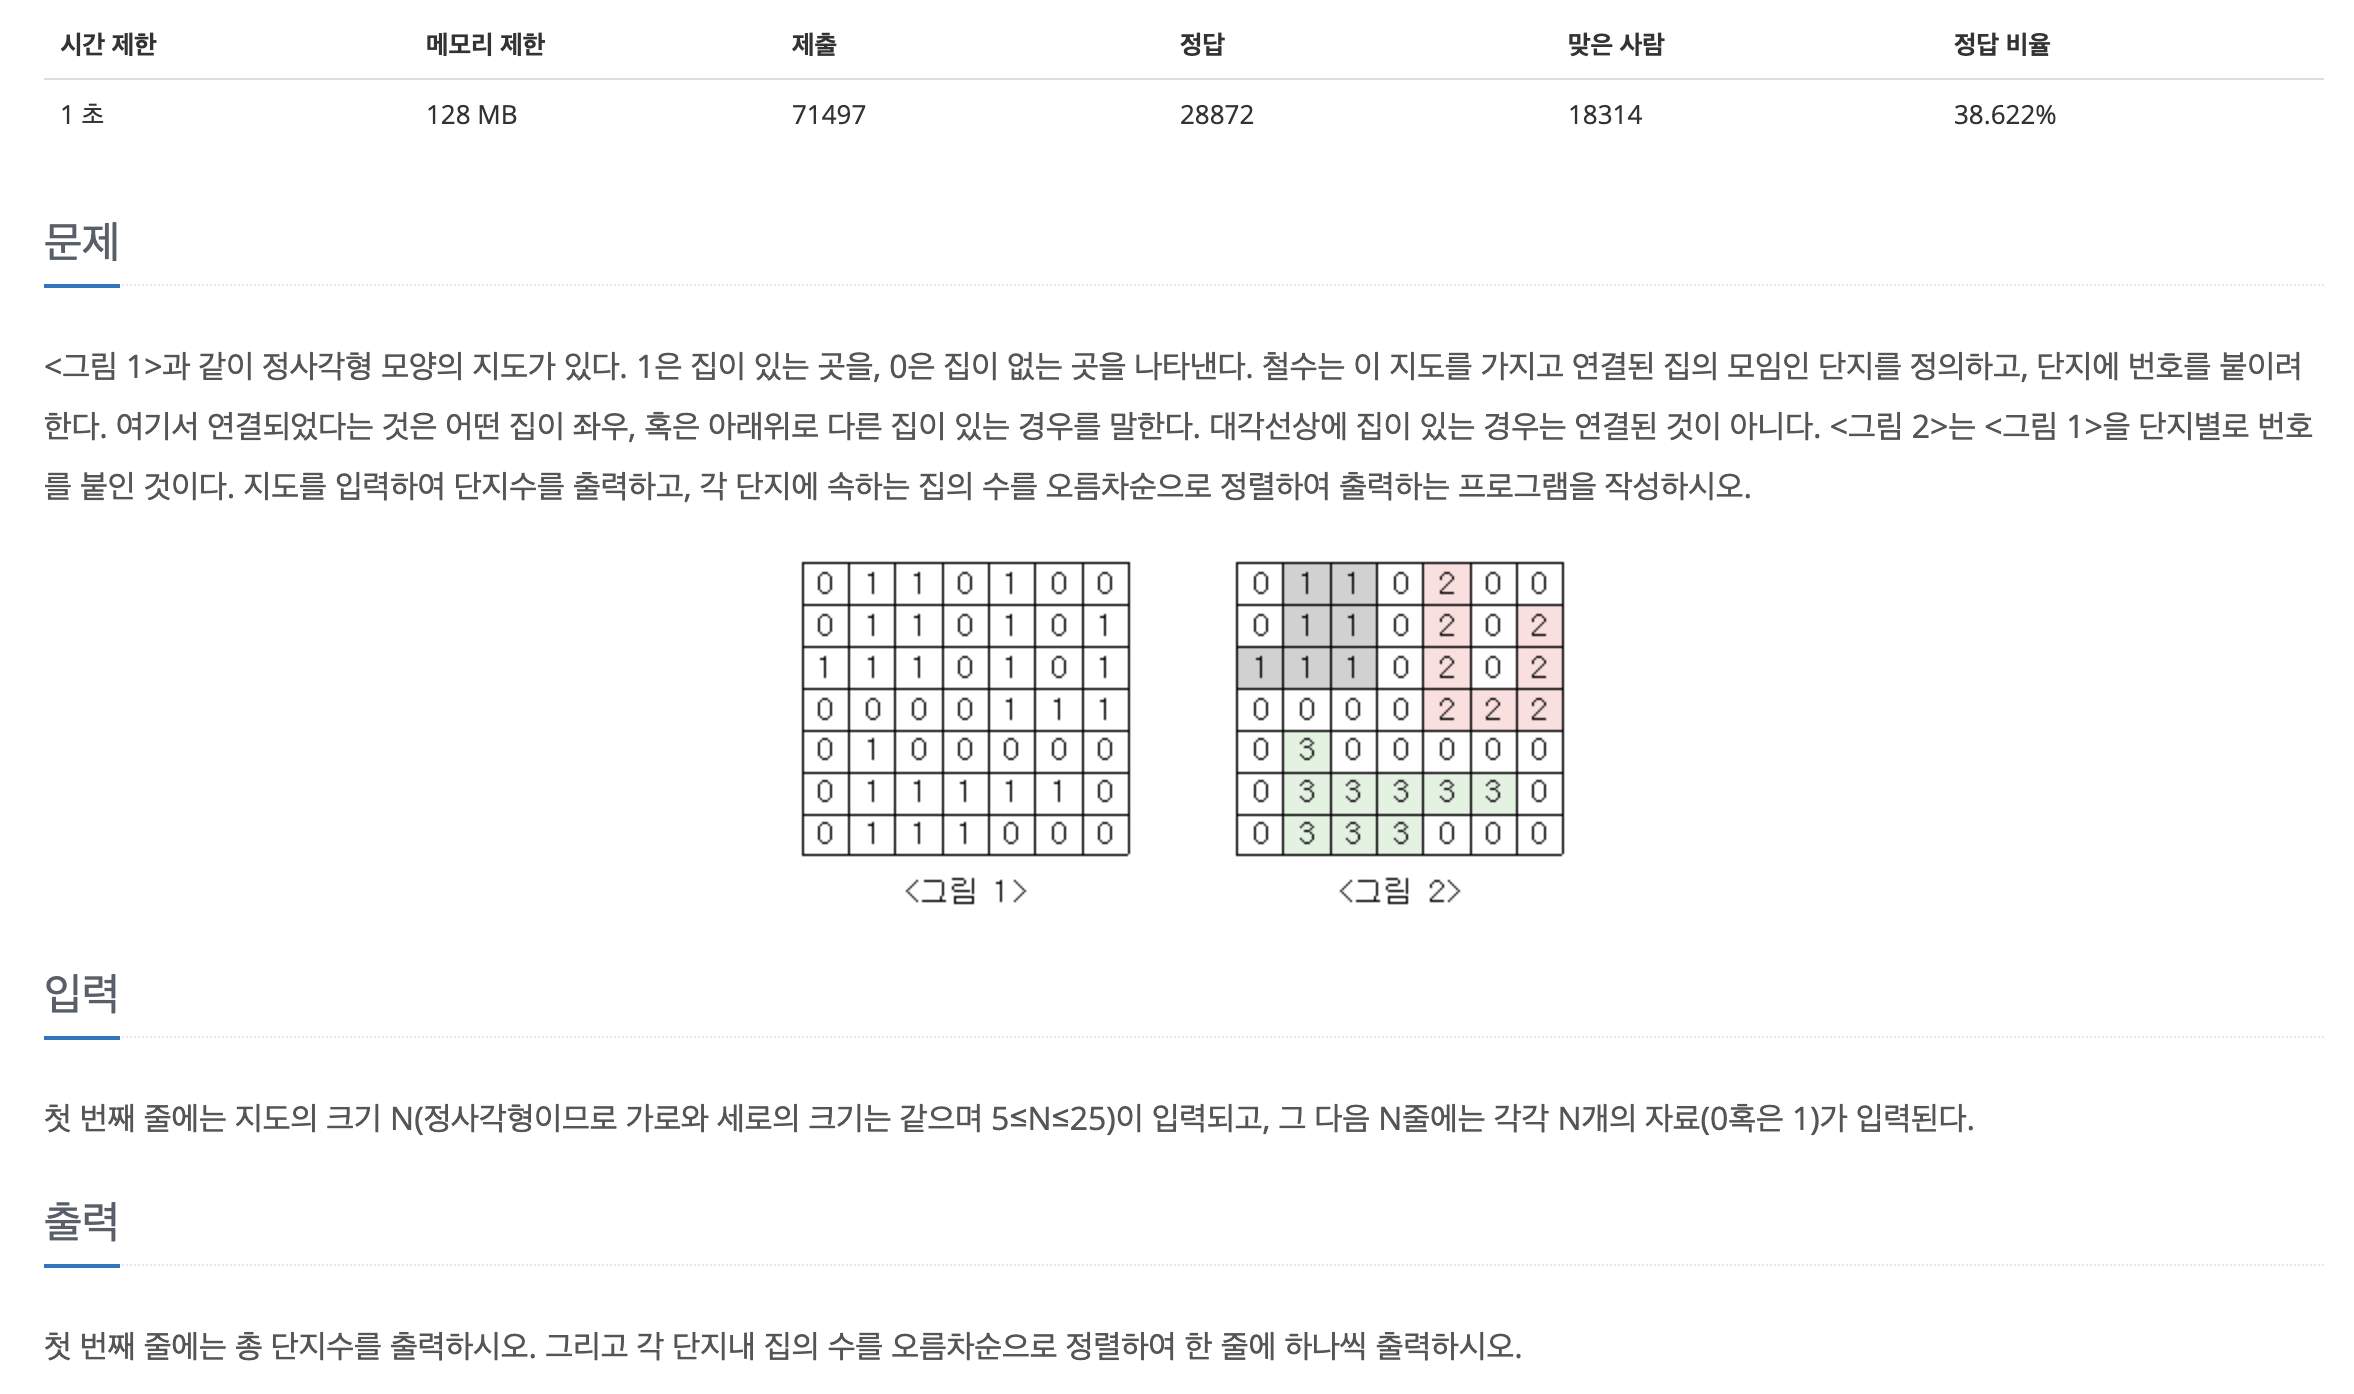 시간 제한 메모리 제한 제출 정답 맞은 사람 정답 비율
1 초 128 MB 71497 28872 18314 38.622%
문제
<그림 1>과 같이 정사각형 모양의 지도가 있다. 1은 집이 있는 곳을, 0은 집이 없는 곳을 나타낸다. 철수는 이 지도를 가지고 연결된 집의 모임인 단지를 정의하고, 단지에 번호를 붙이려
한다. 여기서 연결되었다는 것은 어떤 집이 좌우, 혹은 아래위로 다른 집이 있는 경우를 말한다. 대각선상에 집이 있는 경우는 연결된 것이 아니다. <그림 2>는 <그림 1>을 단지별로 번호
를 붙인 것이다. 지도를 입력하여 단지수를 출력하고, 각 단지에 속하는 집의 수를 오름차순으로 정렬하여 출력하는 프로그램을 작성하시오.
0 1 1 0 1 0 0
0 1 1 0 1 0 1
1 1 1 0 1 0 1
0 0 0 0 1 1 1
0 1 0 0 0 0 0
0 1 1 1 1 1 0
0 1 1 1 0 0 0
<그림 1>
0 1 1 0 2 0 0
0 1 1 0 2 0 2
1 1 1 0 2 0 2
0 0 0 0 2 2 2
0 3 0 0 0 0 0
0 3 3 3 3 3 0
0 3 3 3 0 0 0
<그림 2>
입력
첫 번째 줄에는 지도의 크기 N(정사각형이므로 가로와 세로의 크기는 같으며 5≤N≤25)이 입력되고, 그 다음 N줄에는 각각 N개의 자료(0혹은 1)가 입력된다.
출력
첫 번째 줄에는 총 단지수를 출력하시오. 그리고 각 단지내 집의 수를 오름차순으로 정렬하여 한 줄에 하나씩 출력하시오.